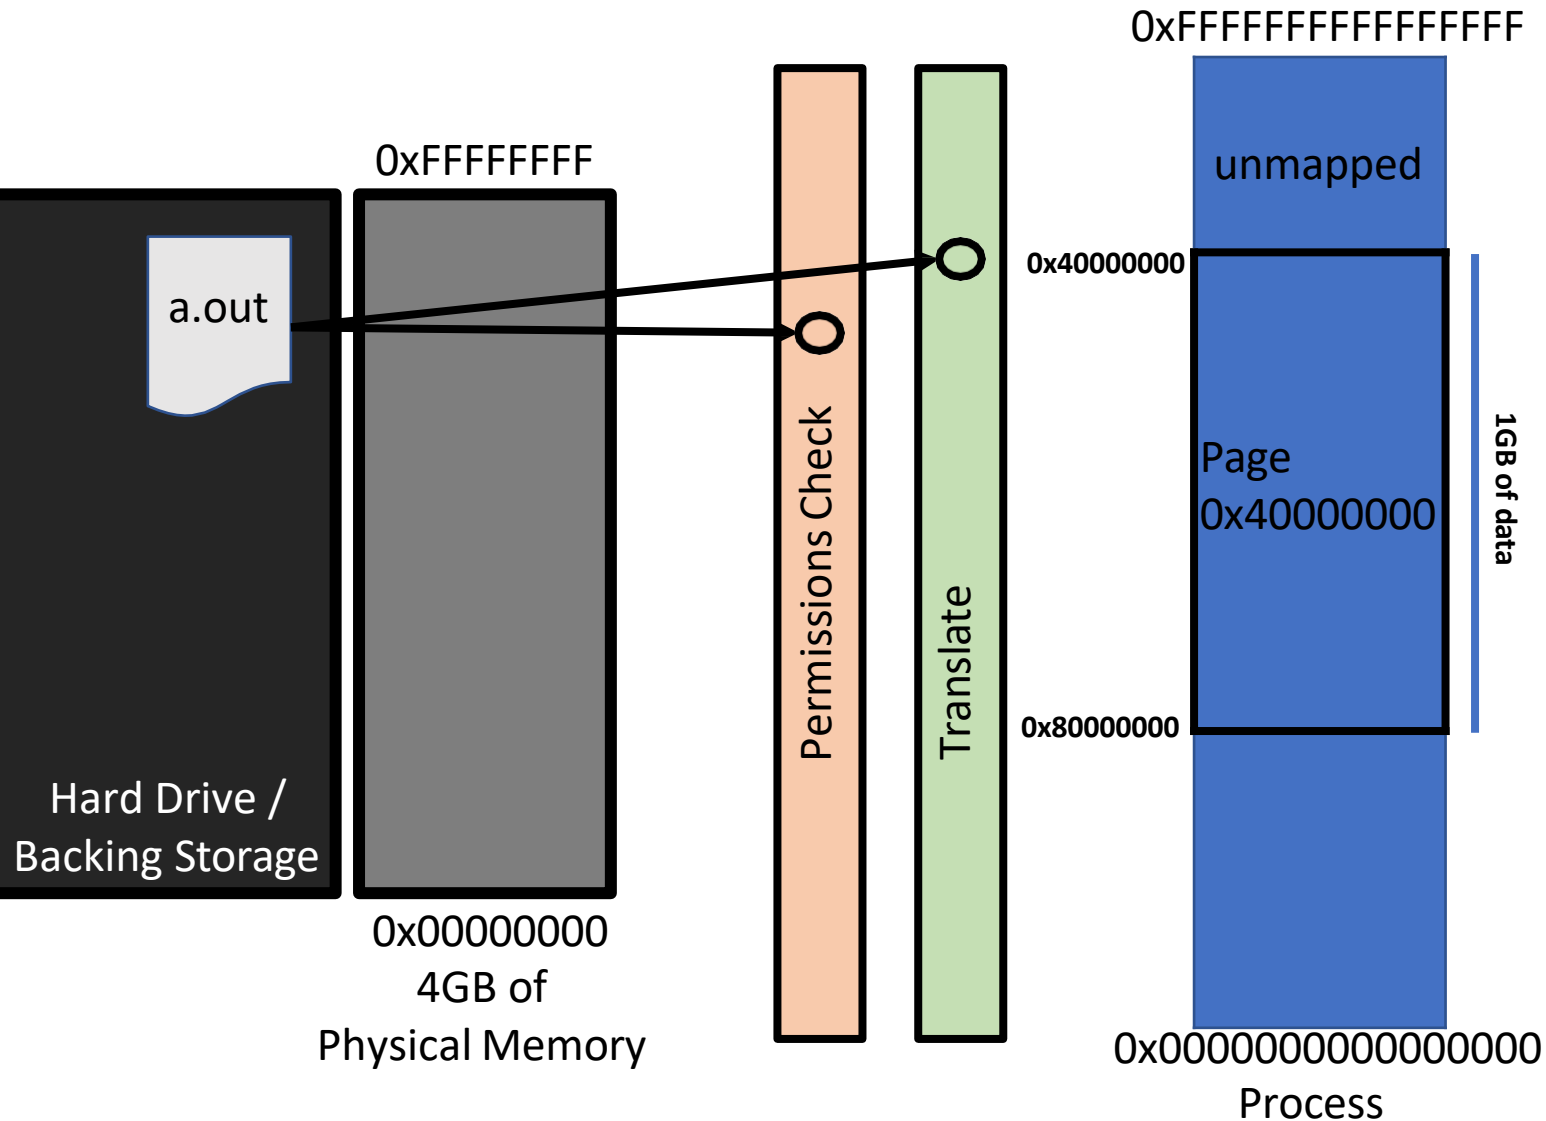 0xFFFFFFFFFFFFFFFF
0xFFFFFFFF
unmapped
a.out
0x40000000
Page
0x40000000
1GB of data
Permissions Check
Translate
0x80000000
Hard Drive /
Backing Storage
0x00000000
4GB of
Physical Memory
0x0000000000000000
Process